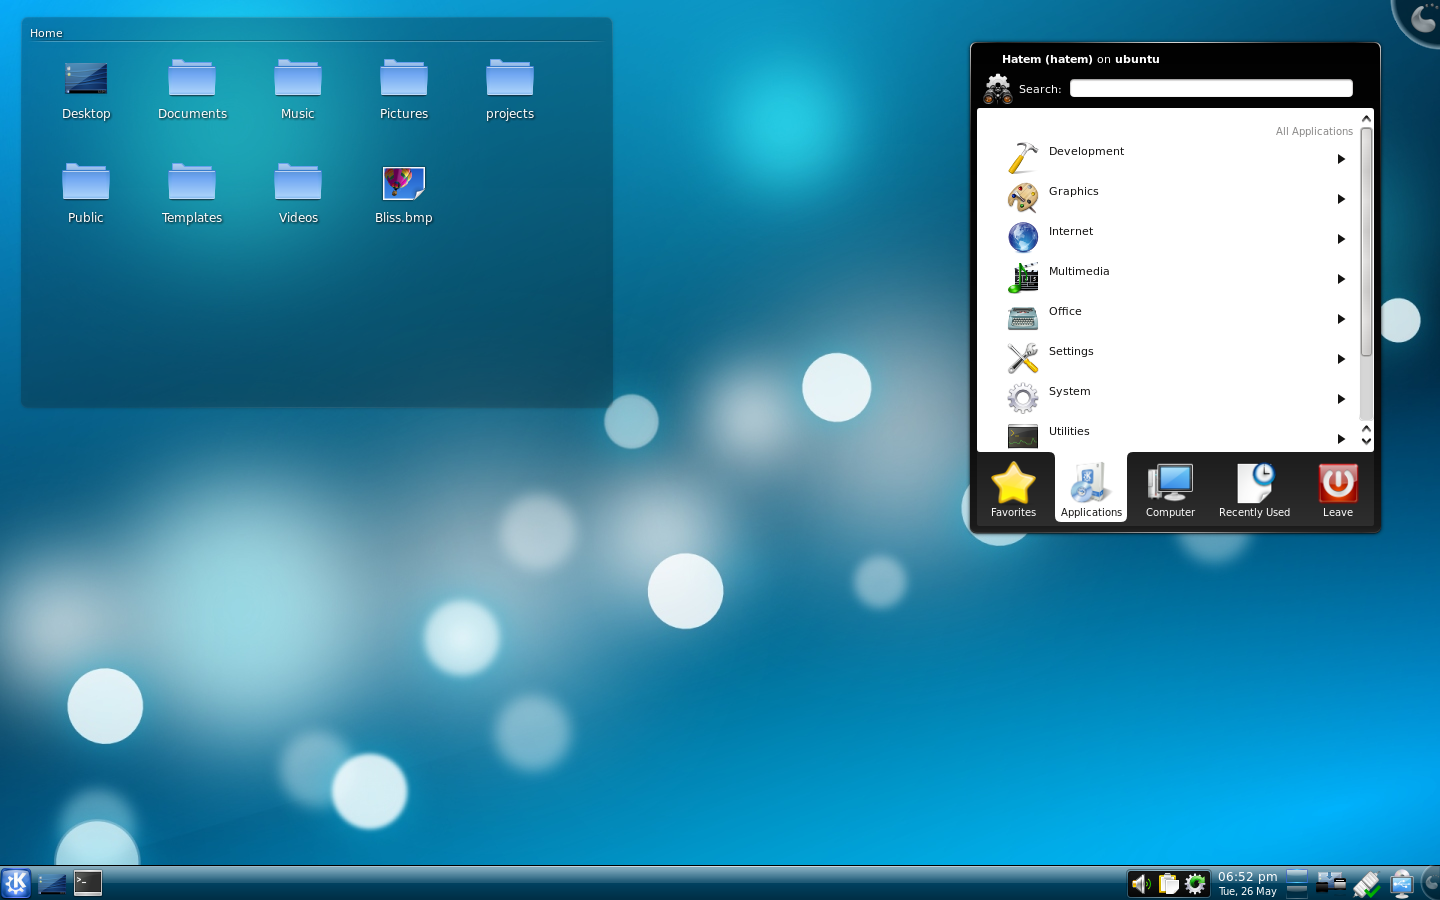 Home
Desktop
Documents
Music
Pictures
projects
Public
Templates
Videos
Bliss.bmp
Hatem (hatem) on ubuntu
Search:
All Applications
Development
Graphics
Internet
Multimedia
Office
Settings
System
Utilities
Favorites
Applications
Computer
Recently Used
Leave
06:52 pm
Tue, 26 May